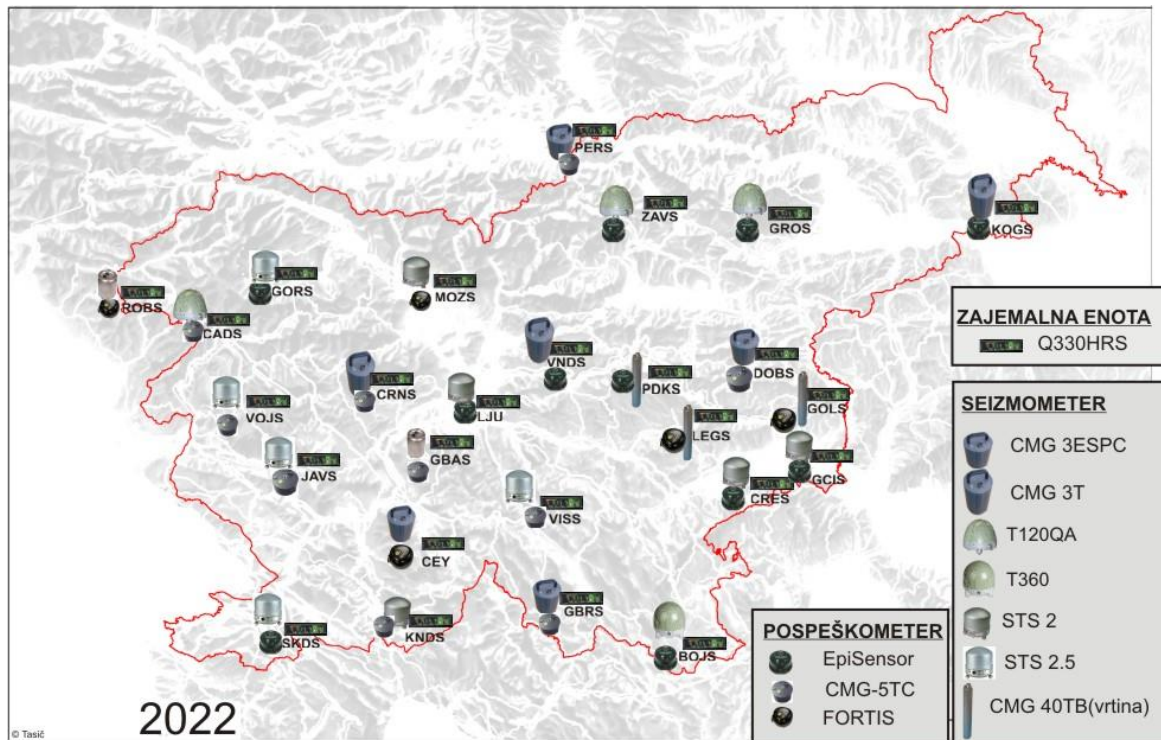 PERS
ZAVS
GROS
KOGS
GORS
MOZS
ROBS
CADS
VNDS
DOBS
PDKS
CRNS
LJU
GOLS
VOJS
LEGS
GBAS
JAVS
GCIS
CRES
VISS
CEY
GBRS
KNDS
SKDS
BOJS
ZAJEMALNA ENOTA
Q330HRS
SEIZMOMETER
CMG 3ESPC
CMG 3T
T120QA
T360
STS 2
STS 2.5
CMG 40TB(vrtina)
POSPEŠKOMETER
EpiSensor
CMG-5TC
FORTIS
2022
© Tasič